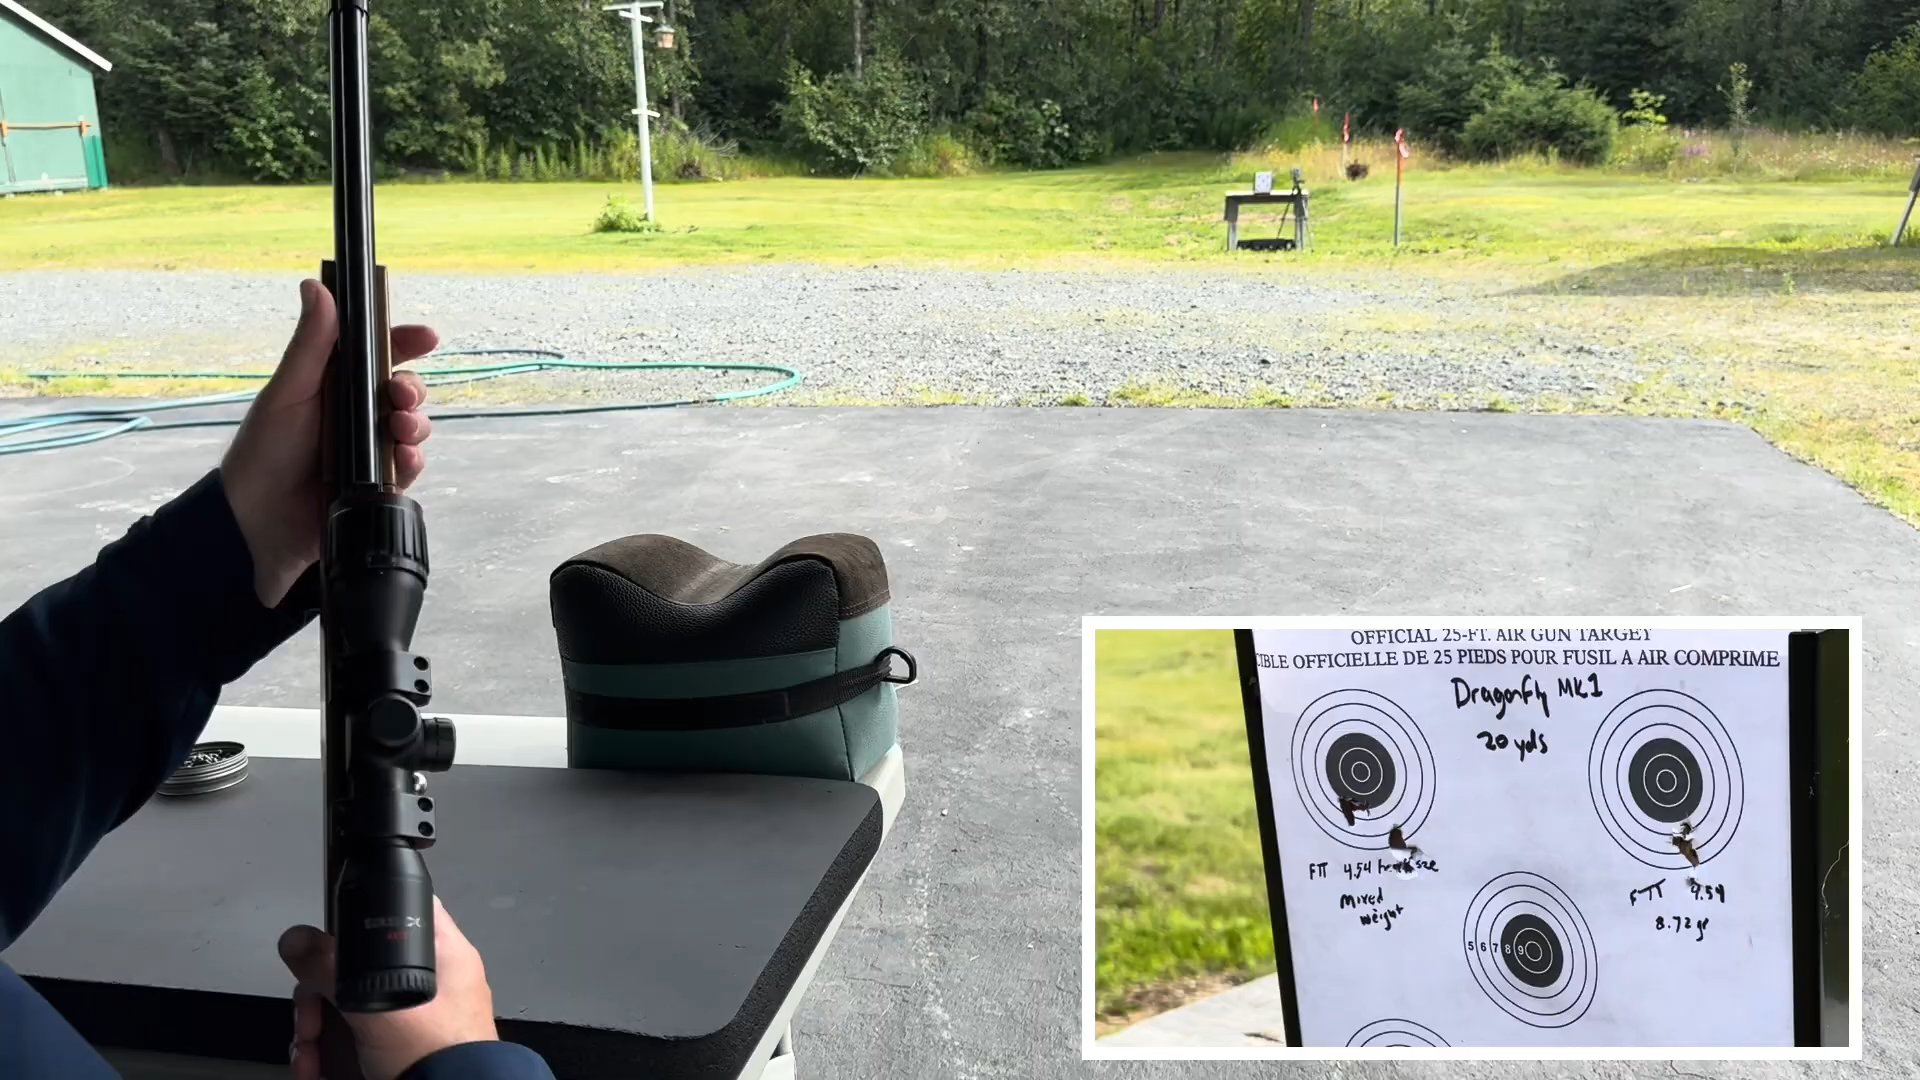 OFFICIAL 25-FT. AIR GUN TARGET
CIBLE OFFICIELLE DE 25 PIEDS POUR FUSIL A AIR COMPRIME
Dragonfly MK1
20 yds
FTT 4.54
Mixed
weight
FTT 4.54
8.72 gr
5 6 7 8 9